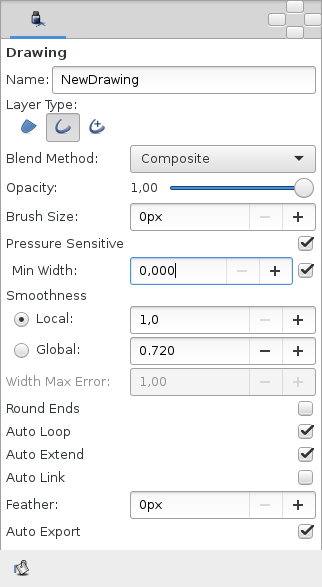 Drawing
Name: NewDrawing
Layer Type:
Blend Method: Composite
Opacity: 1,00
Brush Size: 0px
Pressure Sensitive
Min Width: 0,000
Smoothness
Local: 1,0
Global: 0.720
Width Max Error: 1,00
Round Ends
Auto Loop
Auto Extend
Auto Link
Feather: 0px
Auto Export